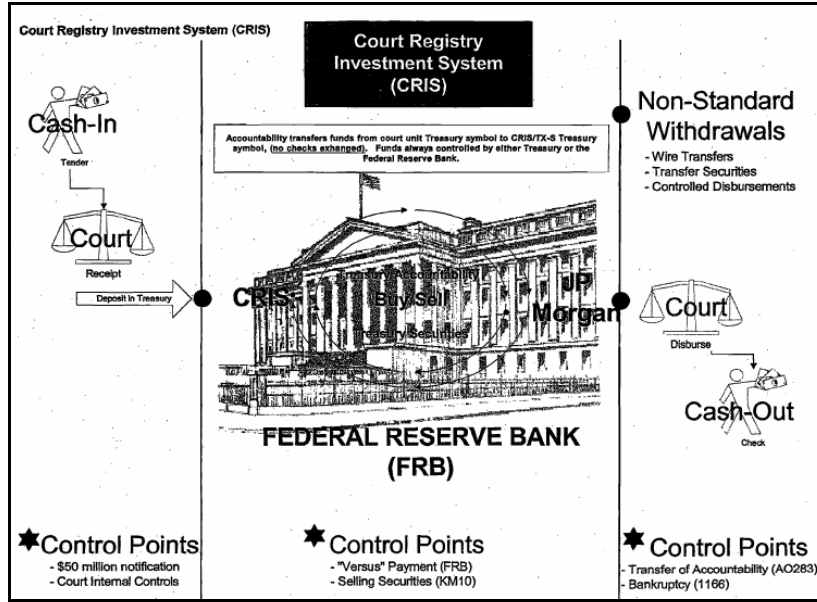 Court Registry Investment System (CRIS)
Court Registry
Investment System
(CRIS)
Accountability transfers funds from court unit Treasury symbol to CRIS/TX-S Treasury
symbol, (no checks exhanged). Funds always controlled by either Treasury or the
Federal Reserve Bank.
Cash-In
Tender
Court
Receipt
Deposit in Treasury
CRIS
Treasury Accountability
Buy/Sell
Treasury Securities
JP
Morgan
FEDERAL RESERVE BANK
(FRB)
Non-Standard
Withdrawals
- Wire Transfers
- Transfer Securities
- Controlled Disbursements
Court
Disburse
Cash-Out
Check
Control Points
- $50 million notification
- Court Internal Controls
Control Points
- "Versus" Payment (FRB)
- Selling Securities (KM10)
Control Points
- Transfer of Accountability (AO283)
- Bankruptcy (1166)